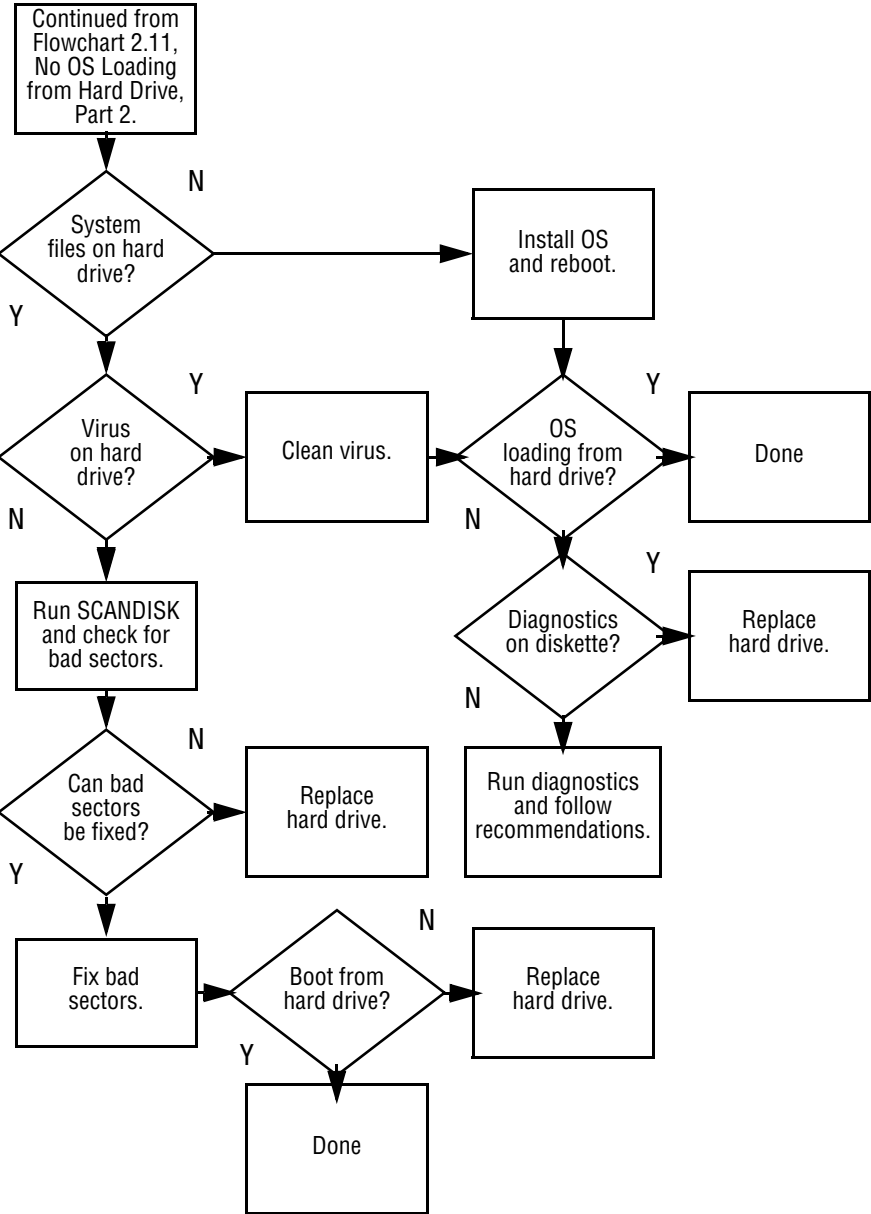 Continued from
Flowchart 2.11,
No OS Loading
from Hard Drive,
Part 2.
N
System
files on hard
drive?
Install OS
and reboot.
Y
Y
Virus
on hard
drive?
Clean virus.
Y
OS
loading from
hard drive?
Done
N
N
Run SCANDISK
and check for
bad sectors.
Y
Diagnostics
on diskette?
Replace
hard drive.
N
N
Can bad
sectors
be fixed?
Replace
hard drive.
Run diagnostics
and follow
recommendations.
Y
Fix bad
sectors.
N
Boot from
hard drive?
Replace
hard drive.
Y
Done